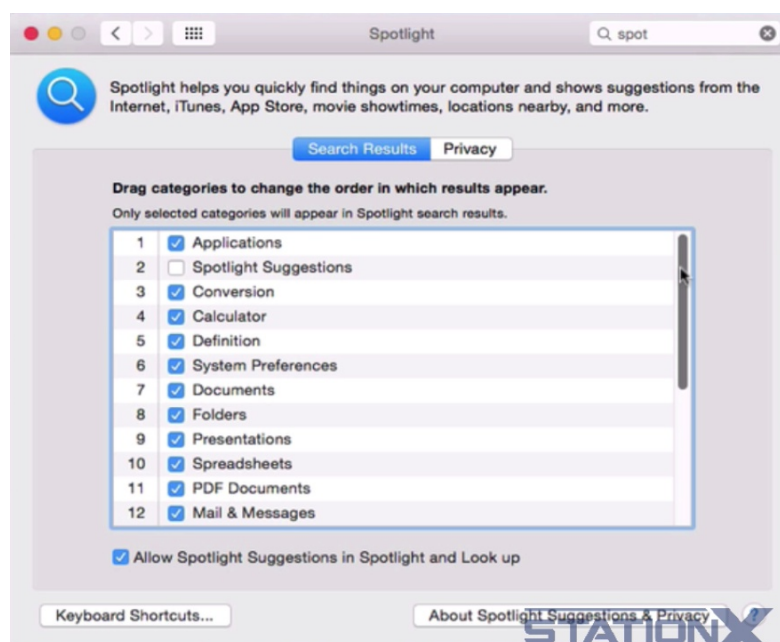 Spotlight
spot
Spotlight helps you quickly find things on your computer and shows suggestions from the
Internet, iTunes, App Store, movie showtimes, locations nearby, and more.
Search Results Privacy
Drag categories to change the order in which results appear.
Only selected categories will appear in Spotlight search results.
1 Applications
2 Spotlight Suggestions
3 Conversion
4 Calculator
5 Definition
6 System Preferences
7 Documents
8 Folders
9 Presentations
10 Spreadsheets
11 PDF Documents
12 Mail & Messages
Allow Spotlight Suggestions in Spotlight and Look up
Keyboard Shortcuts... About Spotlight Suggestions & Privacy ?
STATIONX